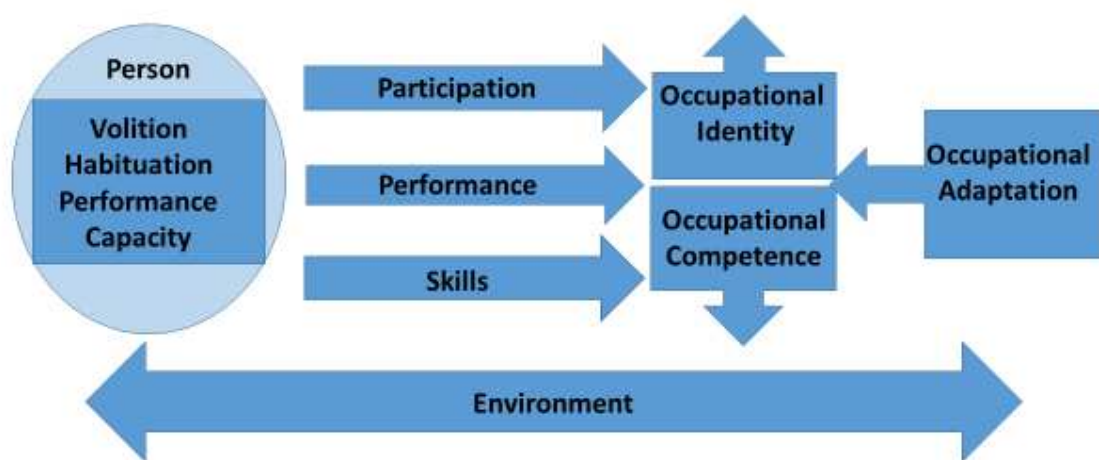 Person
Volition
Habituation
Performance
Capacity
Participation
Performance
Skills
Occupational
Identity
Occupational
Competence
Occupational
Adaptation
Environment